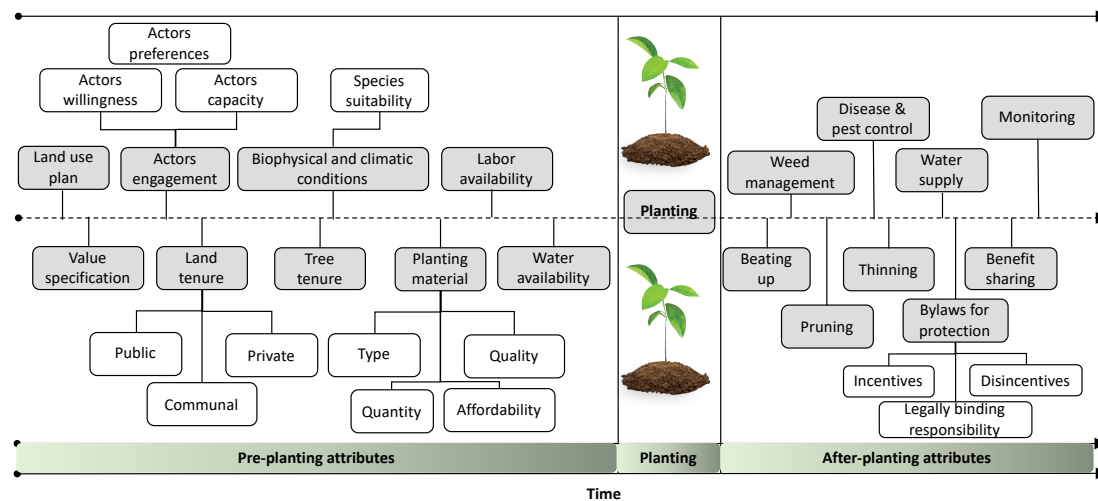 Actors
preferences
Actors
willingness
Actors
capacity
Species
suitability
Land use
plan
Actors
engagement
Biophysical and climatic
conditions
Labor
availability
Value
specification
Land
tenure
Tree
tenure
Planting
material
Water
availability
Public
Private
Communal
Type
Quality
Quantity
Affordability
Planting
Disease &
pest control
Monitoring
Weed
management
Water
supply
Beating
up
Thinning
Benefit
sharing
Pruning
Bylaws for
protection
Incentives
Disincentives
Legally binding
responsibility
Pre-planting attributes
Planting
After-planting attributes
Time